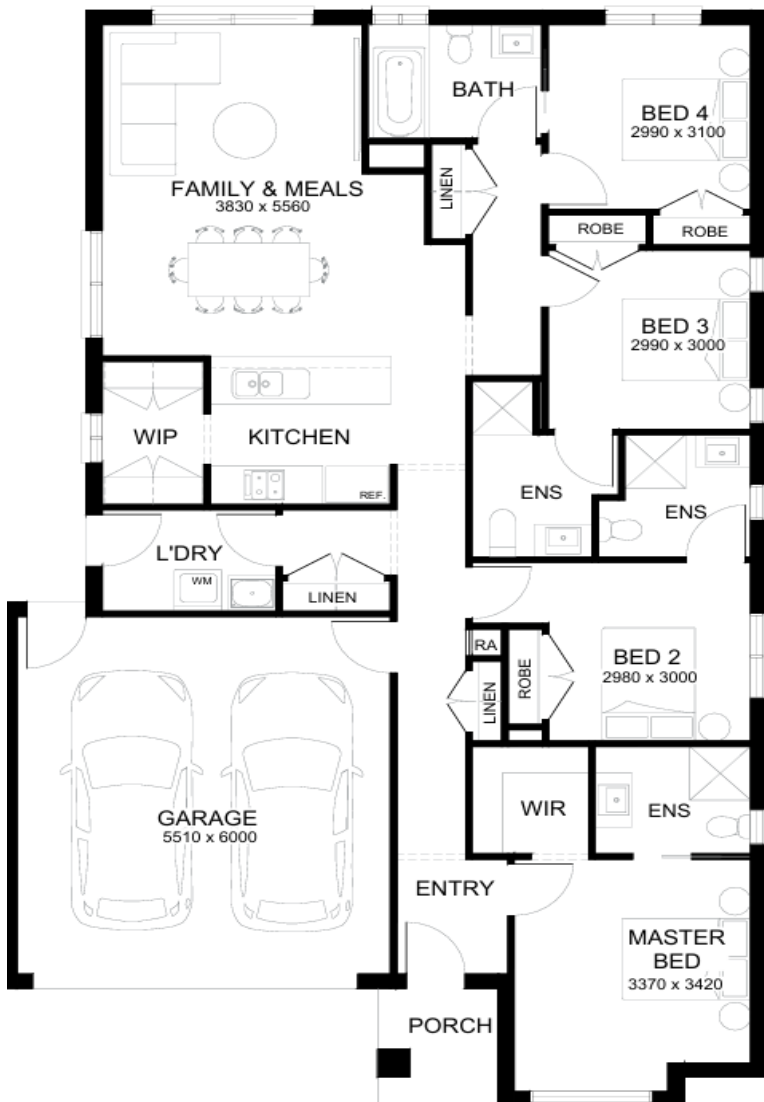 BATH
BED 4
2990 x 3100
LINEN
FAMILY & MEALS
3830 x 5560
ROBE
ROBE
BED 3
2990 x 3000
WIP
KITCHEN
REF.
ENS
ENS
L'DRY
WM
LINEN
RA
ROBE
LINEN
BED 2
2980 x 3000
GARAGE
5510 x 6000
WIR
ENS
ENTRY
MASTER
BED
3370 x 3420
PORCH